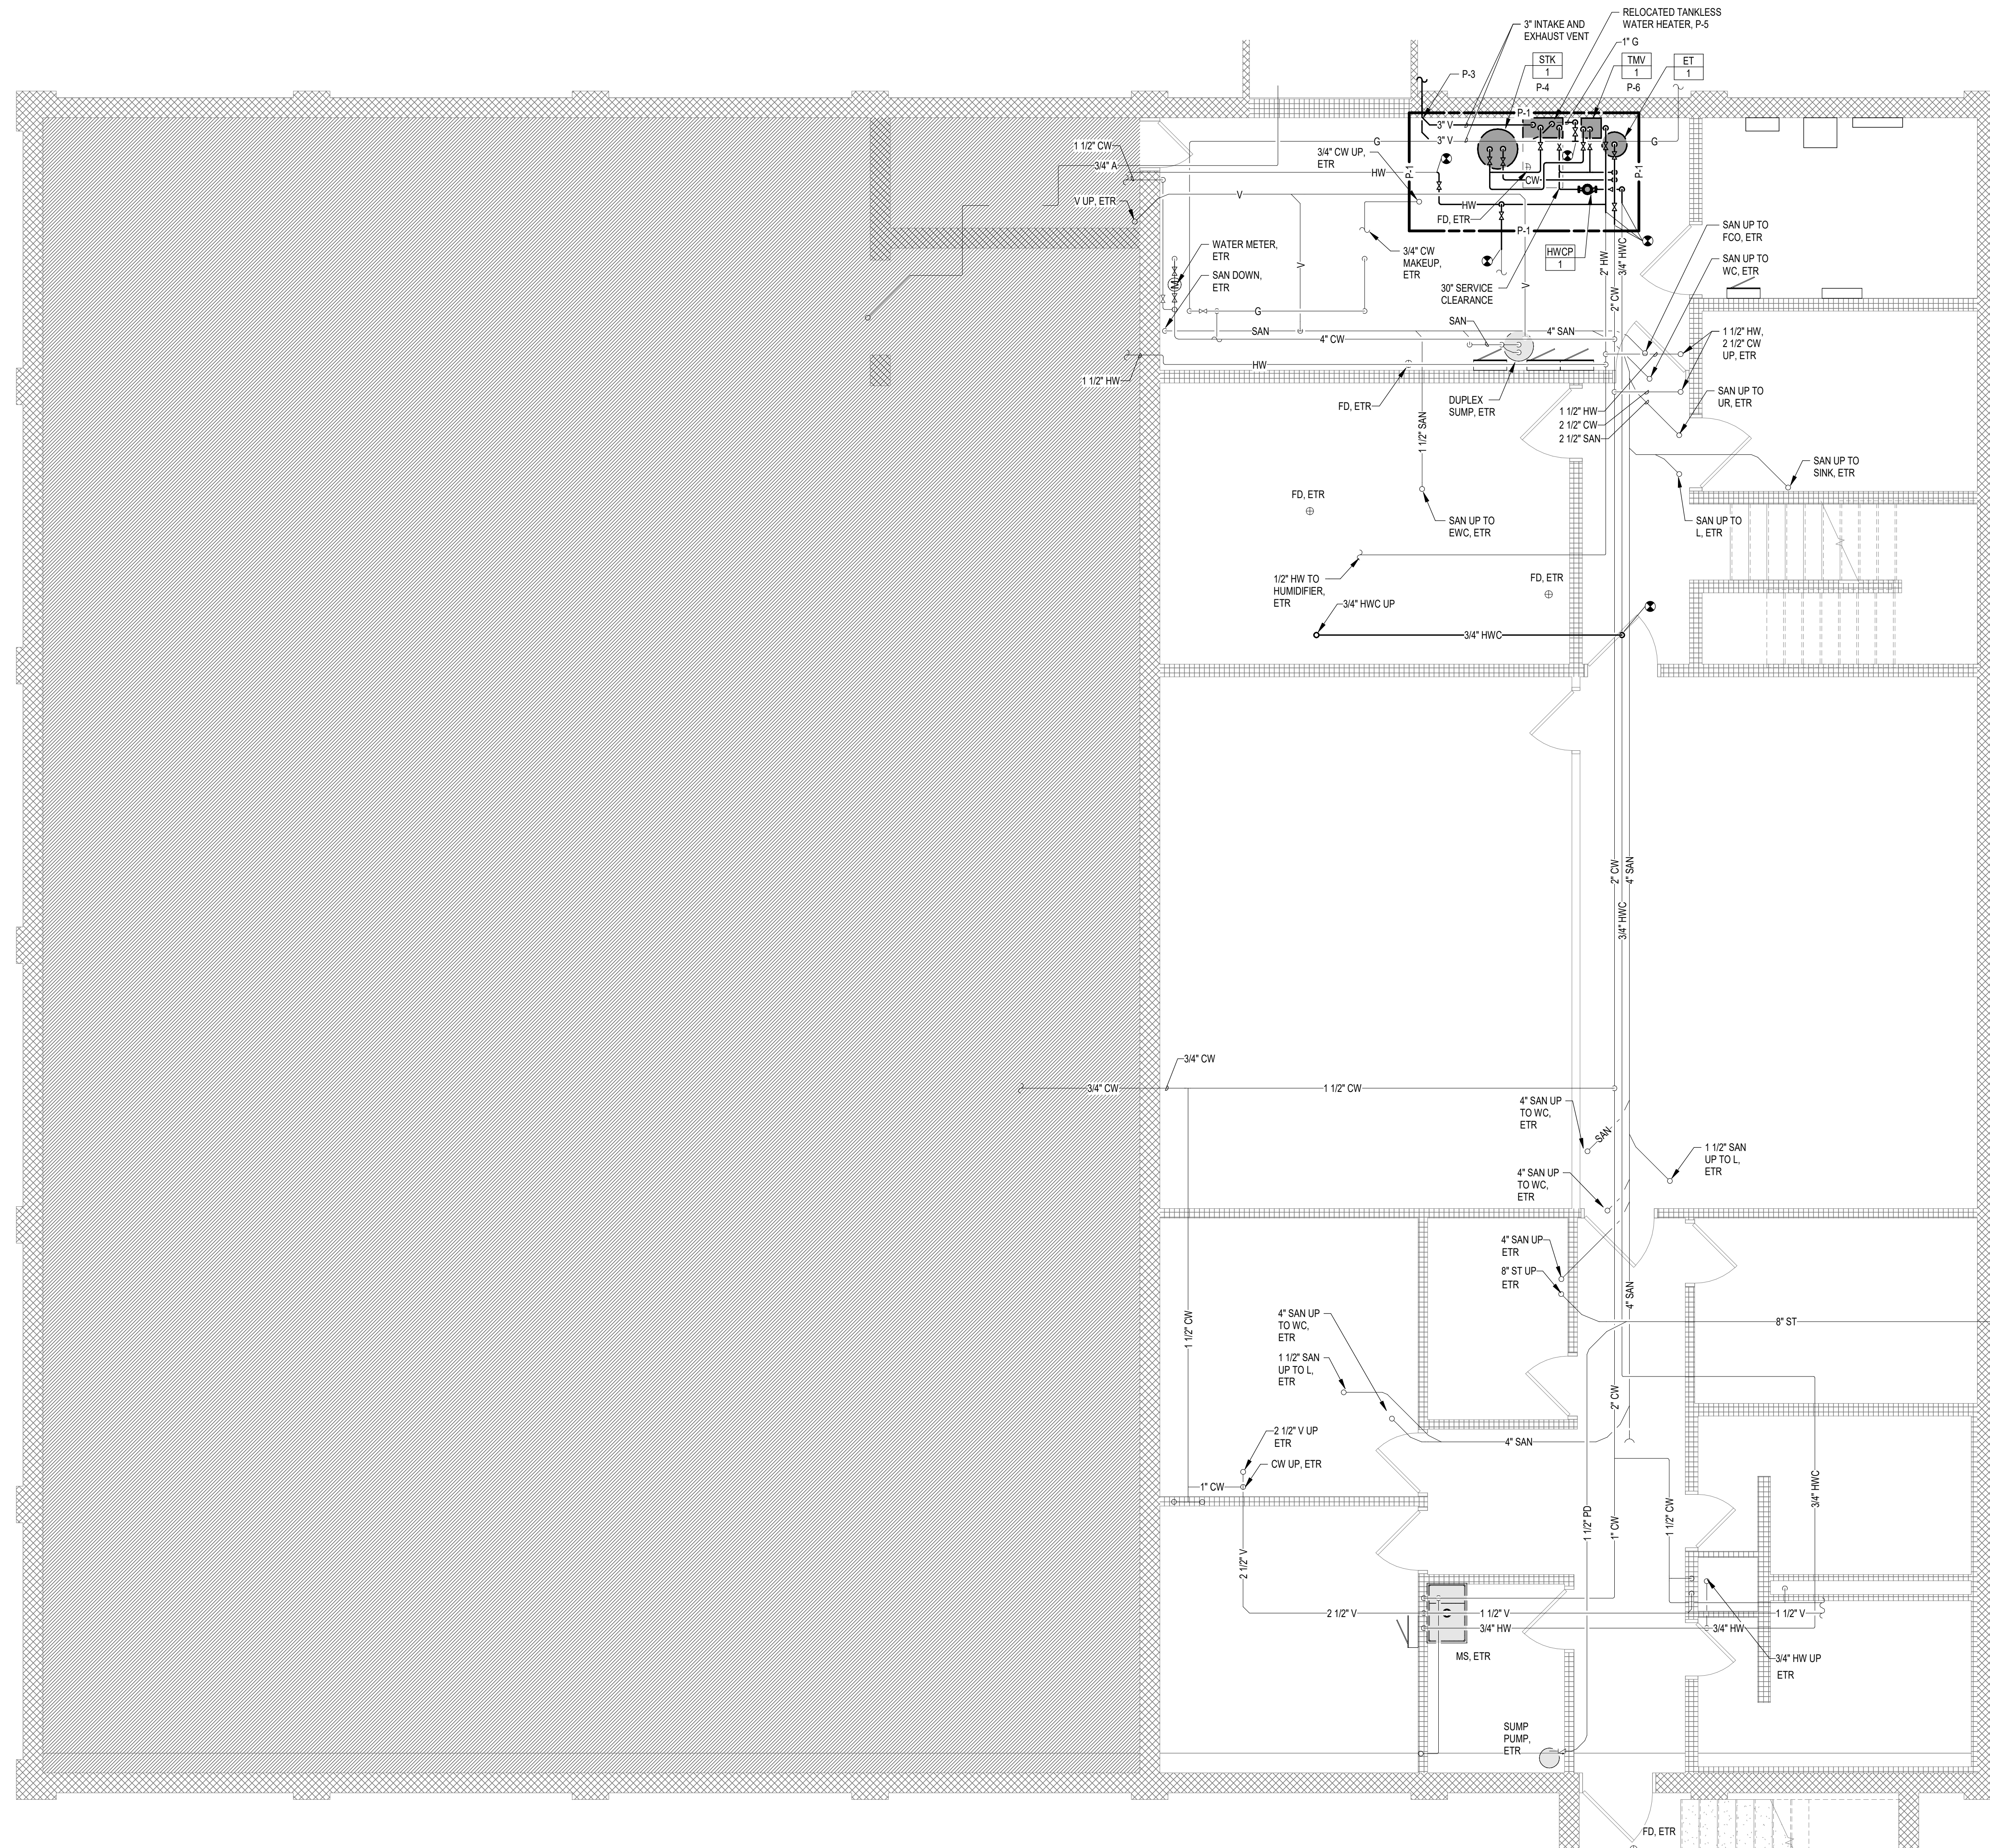 RELOCATED TANKLESS
WATER HEATER, P-5
3" INTAKE AND
EXHAUST VENT
1" G
STK
1
P-4
TMV
1
P-6
ET
1
P-3
P-1
3" V
3" V
G
G
1 1/2" CW
3/4" A
3/4" CW UP,
ETR
HW
P-1
P-1
CW
V UP, ETR
V
HW
FD, ETR
P-1
WATER METER,
ETR
SAN DOWN,
ETR
M
V
3/4" CW
MAKEUP,
ETR
HWCP
1
V
30" SERVICE
CLEARANCE
2" HW
3/4" HWC
2" CW
SAN UP TO
FCO, ETR
SAN UP TO
WC, ETR
G
SAN
SAN
4" SAN
4" CW
1 1/2" HW,
2 1/2" CW
UP, ETR
HW
1 1/2" HW
FD, ETR
DUPLEX
SUMP, ETR
SAN UP TO
UR, ETR
1 1/2" HW
2 1/2" CW
2 1/2" SAN
1 1/2" SAN
SAN UP TO
SINK, ETR
FD, ETR
SAN UP TO
EWC, ETR
SAN UP TO
L, ETR
1/2" HW TO
HUMIDIFIER,
ETR
FD, ETR
3/4" HWC UP
3/4" HWC
2" CW
4" SAN
3/4" HWC
3/4" CW
3/4" CW
1 1/2" CW
4" SAN UP
TO WC,
ETR
SAN
1 1/2" SAN
UP TO L,
ETR
4" SAN UP
TO WC,
ETR
4" SAN UP
ETR
8" ST UP
ETR
4" SAN
8" ST
1 1/2" CW
4" SAN UP
TO WC,
ETR
1 1/2" SAN
UP TO L,
ETR
2" CW
2 1/2" V UP
ETR
4" SAN
CW UP, ETR
1" CW
3/4" HWC
1 1/2" PD
1" CW
1 1/2" CW
2 1/2" V
2 1/2" V
1 1/2" V
1 1/2" V
3/4" HW
3/4" HW
MS, ETR
3/4" HW UP
ETR
SUMP
PUMP,
ETR
FD, ETR